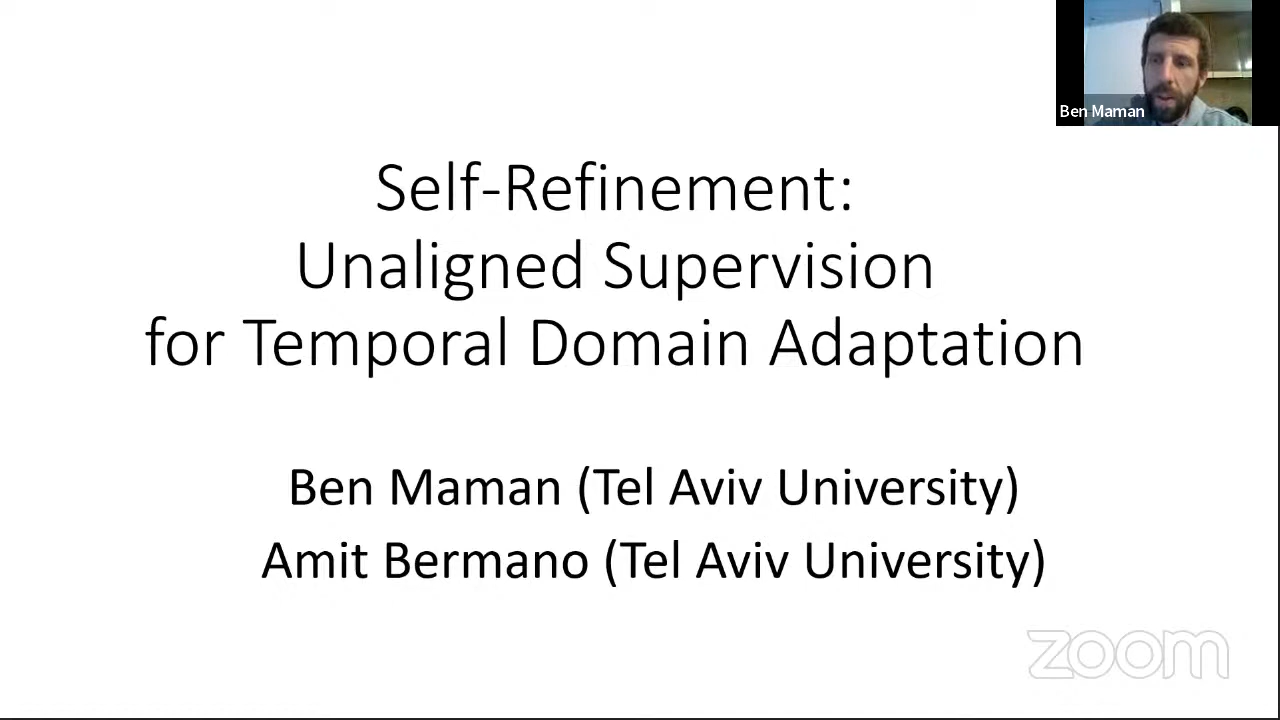 Ben Maman
Self-Refinement:
Unaligned Supervision
for Temporal Domain Adaptation
Ben Maman (Tel Aviv University)
Amit Bermano (Tel Aviv University)
zoom